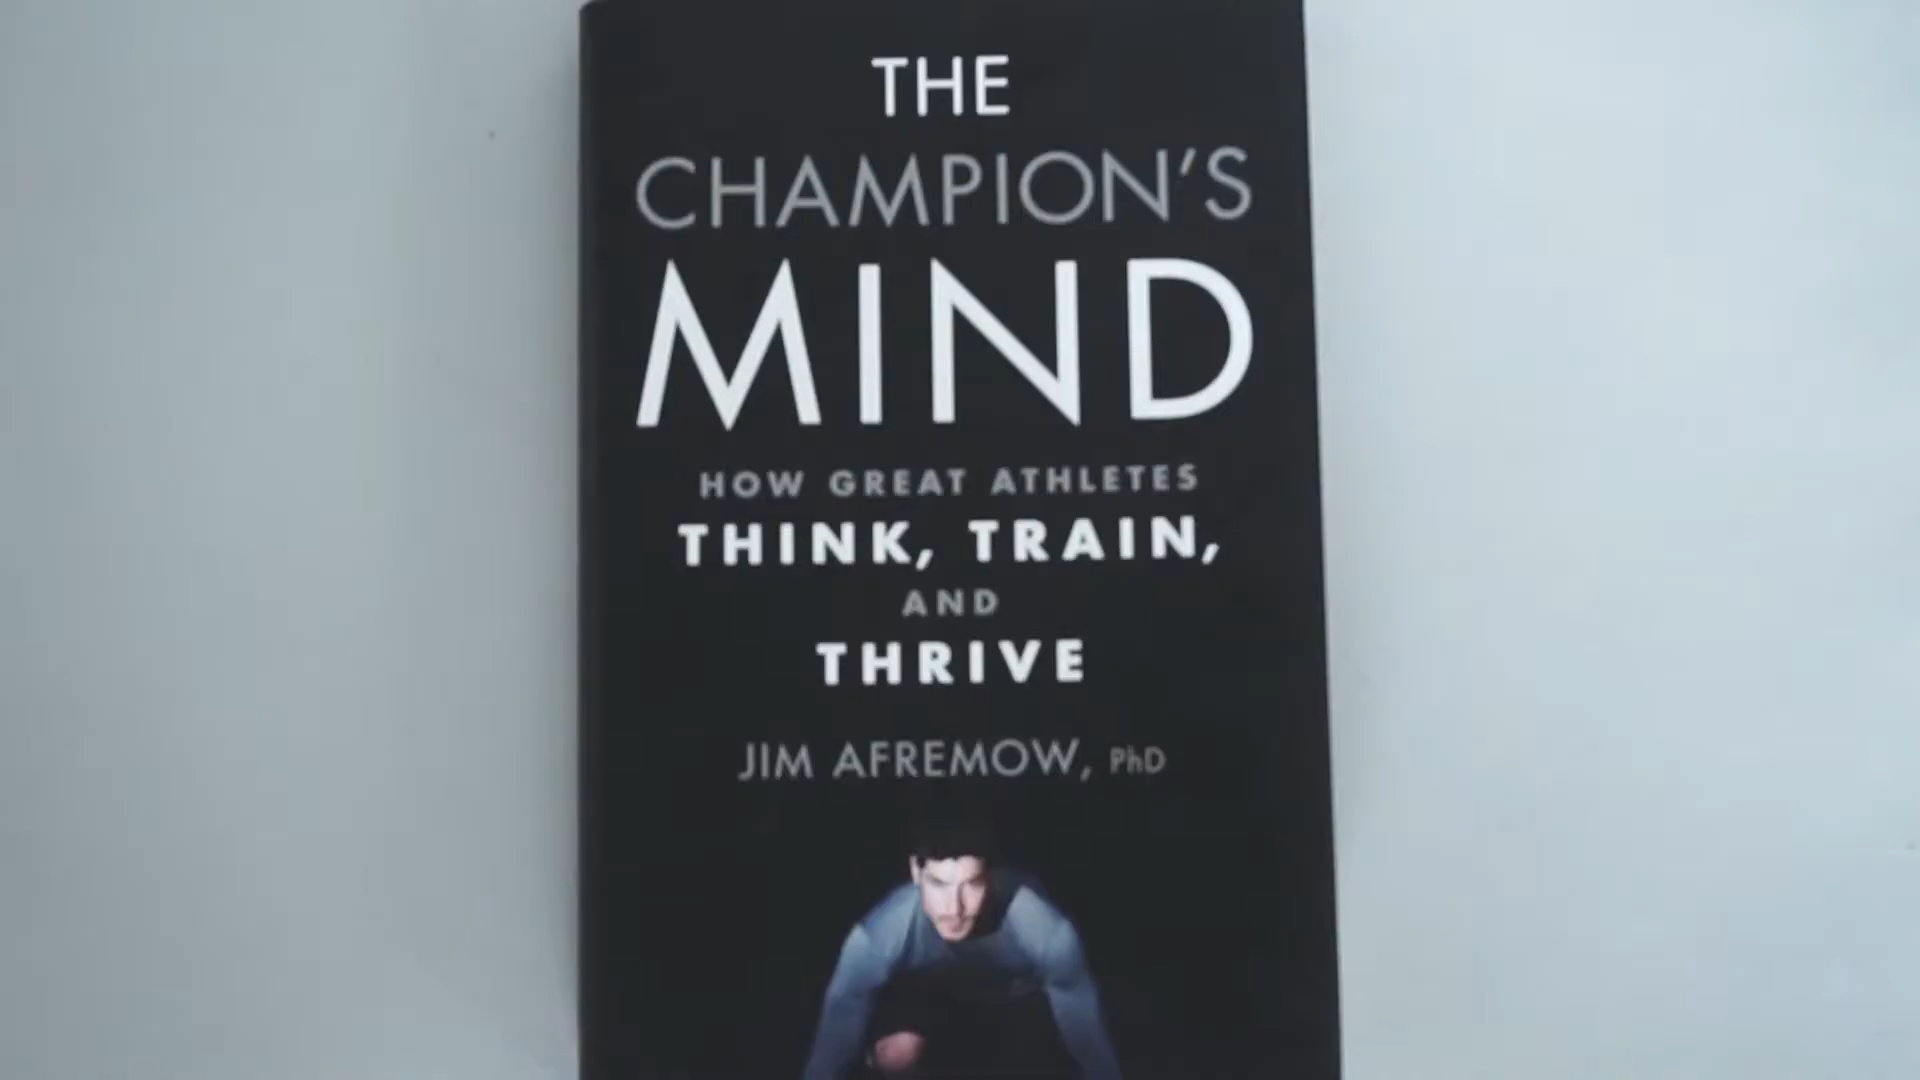 THE
CHAMPION'S
MIND
HOW GREAT ATHLETES
THINK, TRAIN,
AND
THRIVE
JIM AFREMOW, PhD